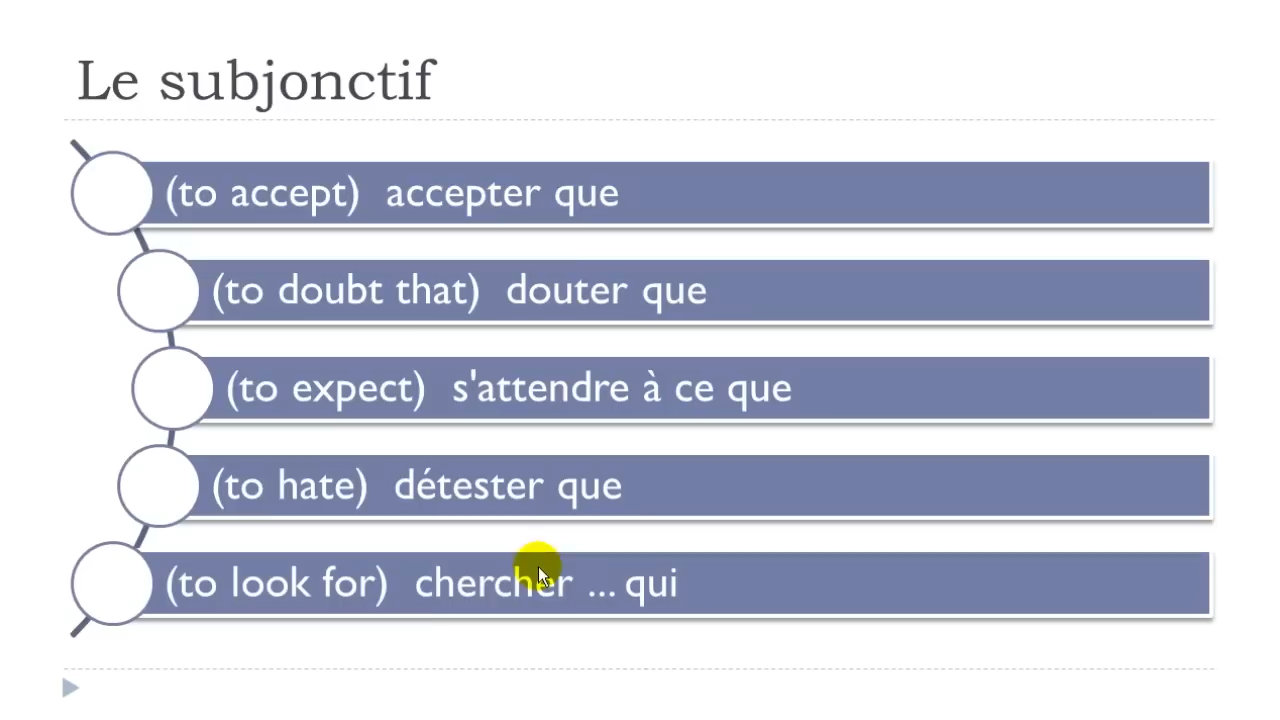 Le subjonctif
(to accept) accepter que
(to doubt that) douter que
(to expect) s'attendre à ce que
(to hate) détester que
(to look for) chercher ... qui